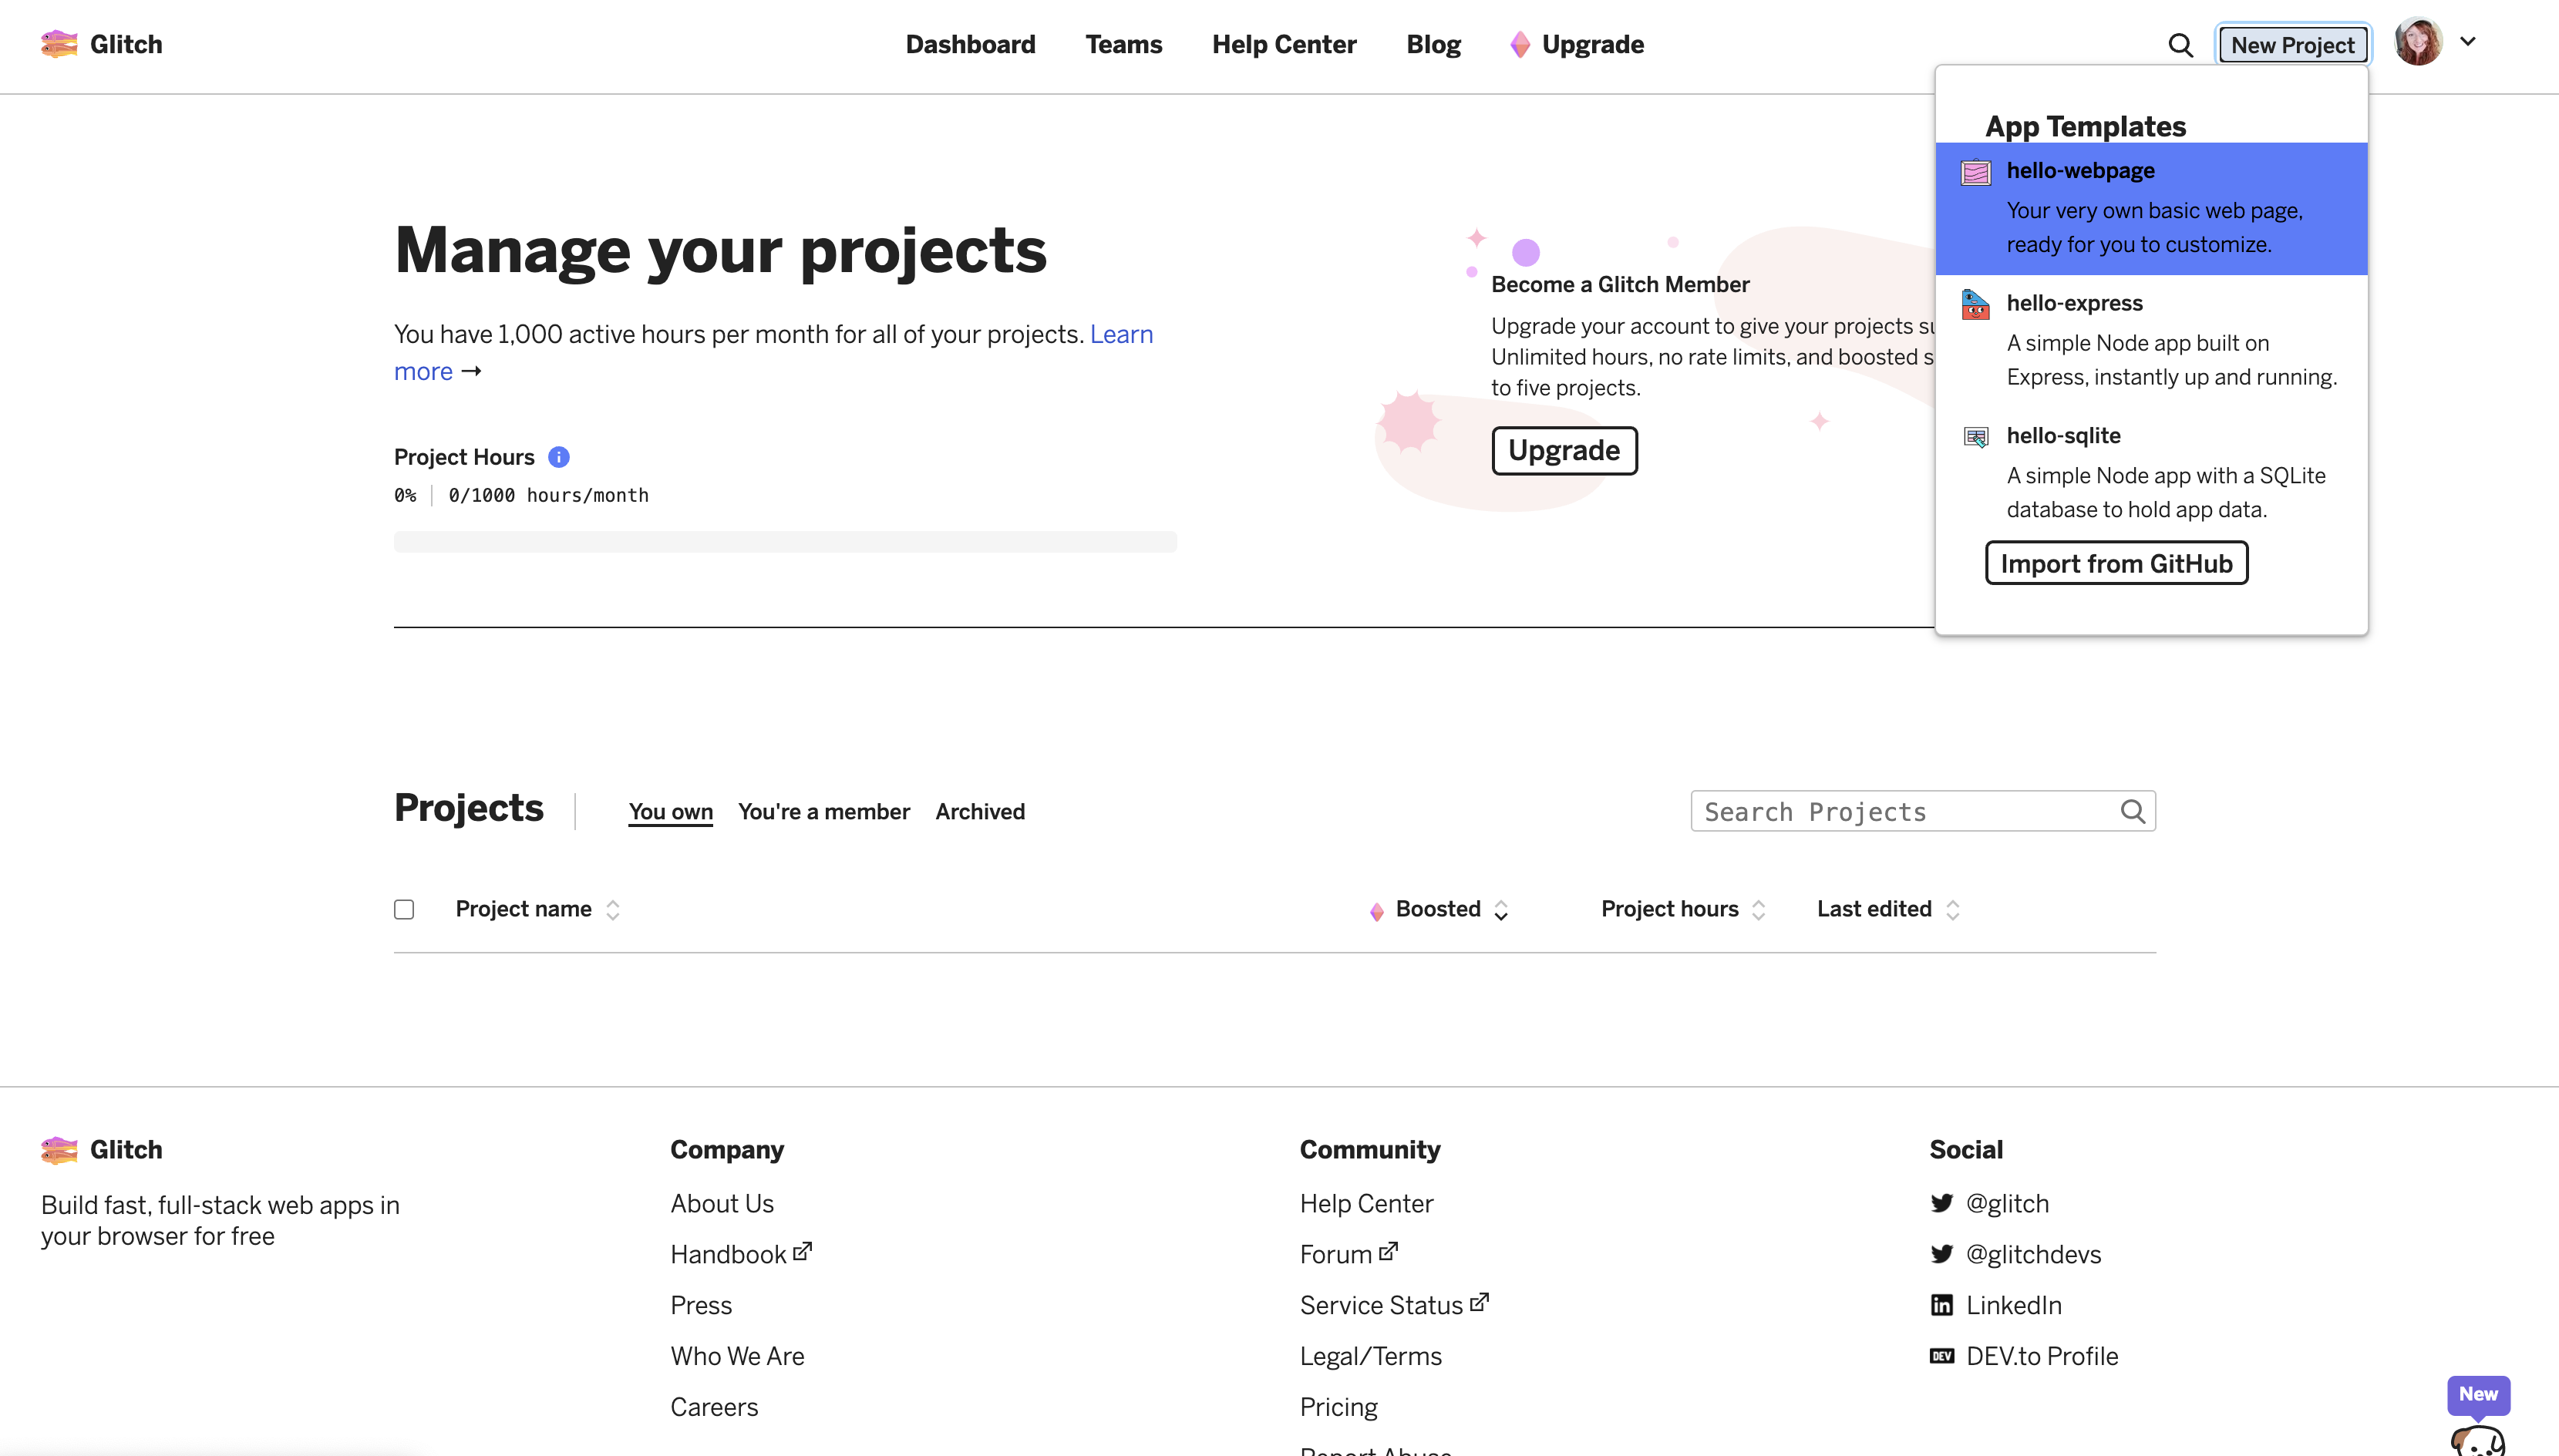 Glitch
Dashboard Teams Help Center Blog Upgrade
New Project
App Templates
hello-webpage
Your very own basic web page,
ready for you to customize.
hello-express
A simple Node app built on
Express, instantly up and running.
hello-sqlite
A simple Node app with a SQLite
database to hold app data.
Import from GitHub
Manage your projects
You have 1,000 active hours per month for all of your projects. Learn
more →
Project Hours
0% 0/1000 hours/month
Become a Glitch Member
Upgrade your account to give your projects
Unlimited hours, no rate limits, and boosted
to five projects.
Upgrade
Projects
You own You're a member Archived
Search Projects
Project name Boosted Project hours Last edited
Glitch
Build fast, full-stack web apps in
your browser for free
Company
About Us
Handbook
Press
Who We Are
Careers
Community
Help Center
Forum
Service Status
Legal/Terms
Pricing
Social
@glitch
@glitchdevs
LinkedIn
DEV DEV.to Profile
New